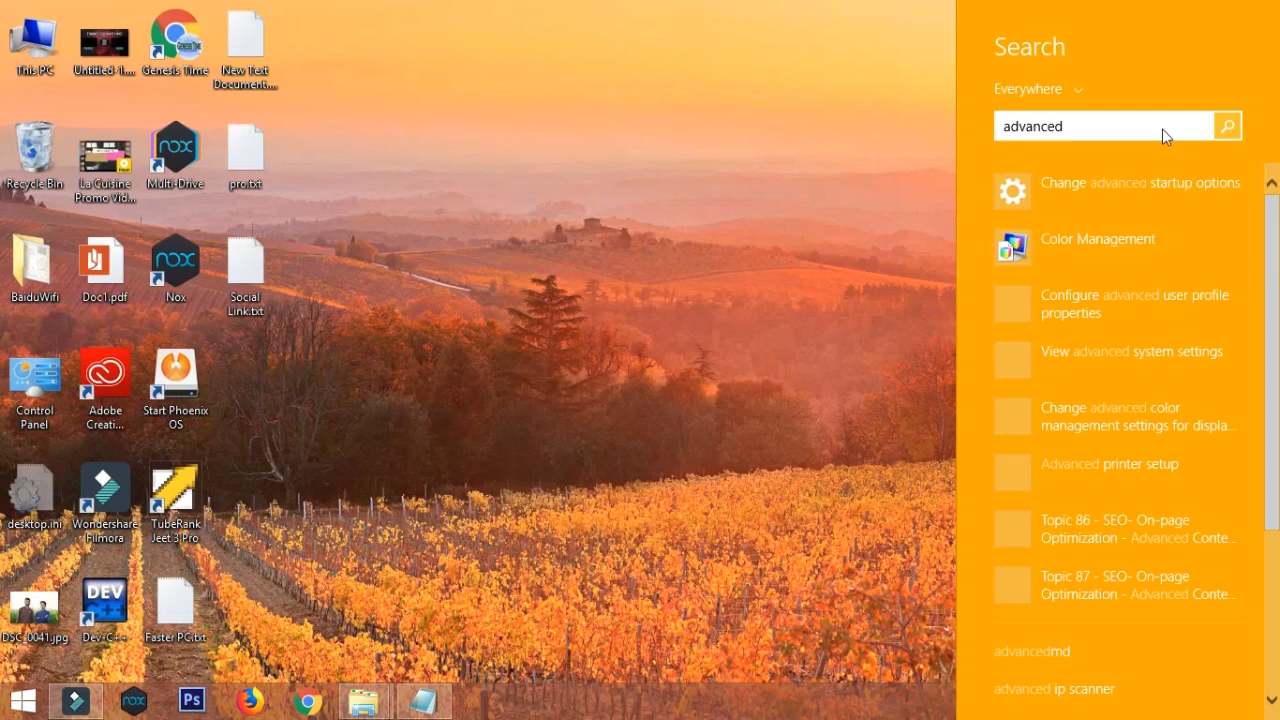 This PC
Untitled-1....
Genesis Time
New Text
Document....
Recycle Bin
La Cuisine
Promo Vid...
Multi-Drive
pro.txt
BaiduWifi
Doc1.pdf
Nox
Social
Link.txt
Control
Panel
Adobe
Creati...
Start Phoenix
OS
desktop.ini
Wondershare
Filmora
TubeRank
Jeet 3 Pro
DSC_0041.jpg
DEV
Dev-C++
Faster PC.txt
nox
nox
nox
Ps
Search
Everywhere
advanced
Change advanced startup options
Color Management
Configure advanced user profile
properties
View advanced system settings
Change advanced color
management settings for displa...
Advanced printer setup
Topic 86 - SEO- On-page
Optimization - Advanced Conte...
Topic 87 - SEO- On-page
Optimization - Advanced Conte...
advancedmd
advanced ip scanner